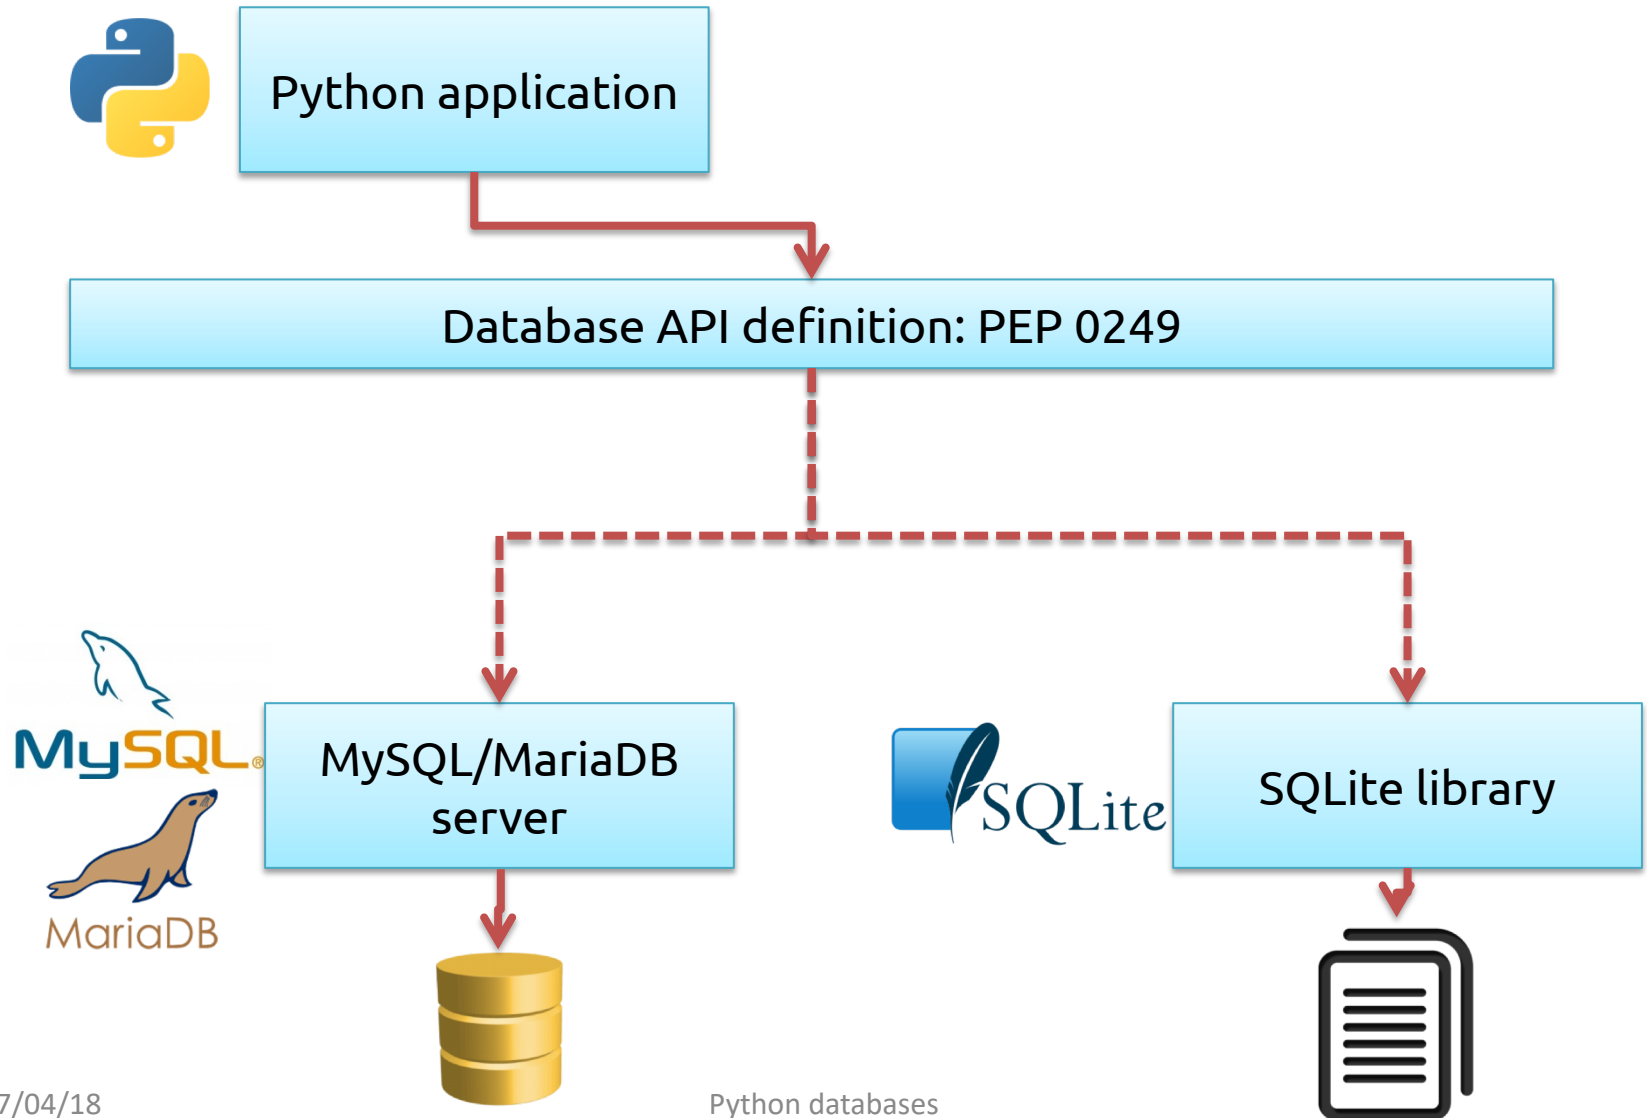 Python application
Database API definition: PEP 0249
MySQL®
MySQL/MariaDB
server
MariaDB
SQLite
SQLite library
7/04/18
Python databases